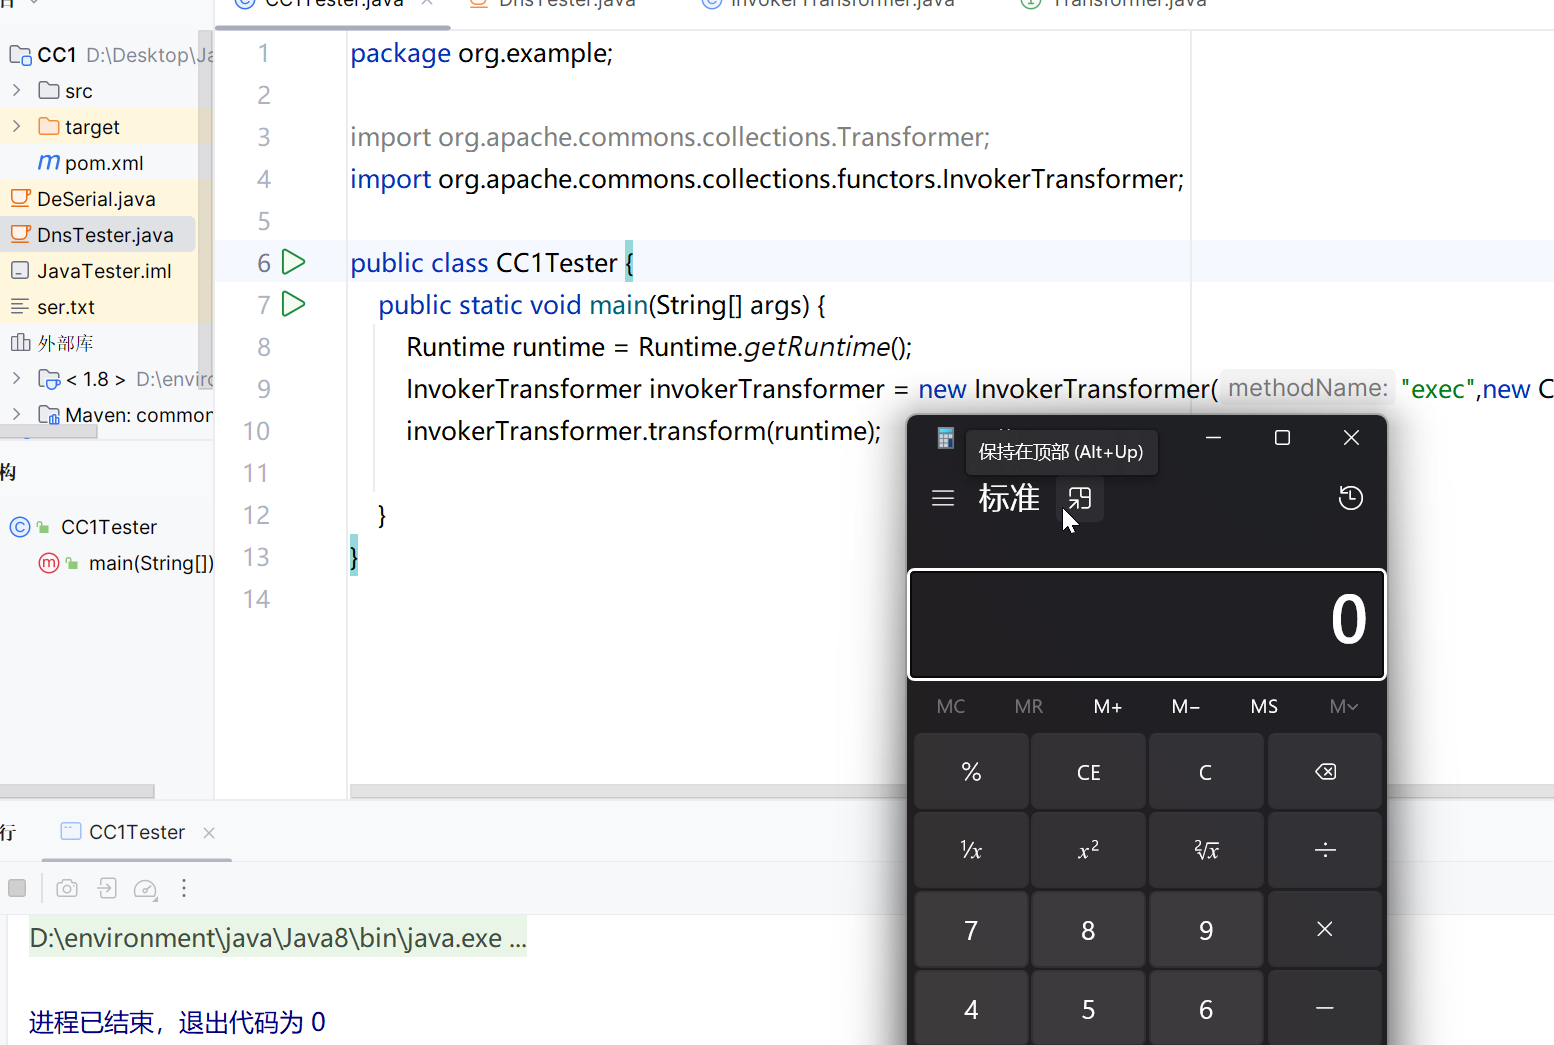 CC1Tester.java
DnsTester.java
InvokerTransformer.java
Transformer.java
CC1 D:\Desktop\Ja
src
target
pom.xml
DeSerial.java
DnsTester.java
JavaTester.iml
ser.txt
外部库
< 1.8 > D:\enviro
Maven: common
构
CC1Tester
main(String[])
1 package org.example;
2
3 import org.apache.commons.collections.Transformer;
4 import org.apache.commons.collections.functors.InvokerTransformer;
5
6 public class CC1Tester {
7 public static void main(String[] args) {
8 Runtime runtime = Runtime.getRuntime();
9 InvokerTransformer invokerTransformer = new InvokerTransformer( methodName: "exec",new C
10 invokerTransformer.transform(runtime);
11
12 }
13 }
14
保持在顶部 (Alt+Up)
标准
0
MC MR M+ M− MS M
% CE C
⅟x x² ²√x ÷
7 8 9 ×
4 5 6 −
行 CC1Tester
D:\environment\java\Java8\bin\java.exe ...
进程已结束，退出代码为 0